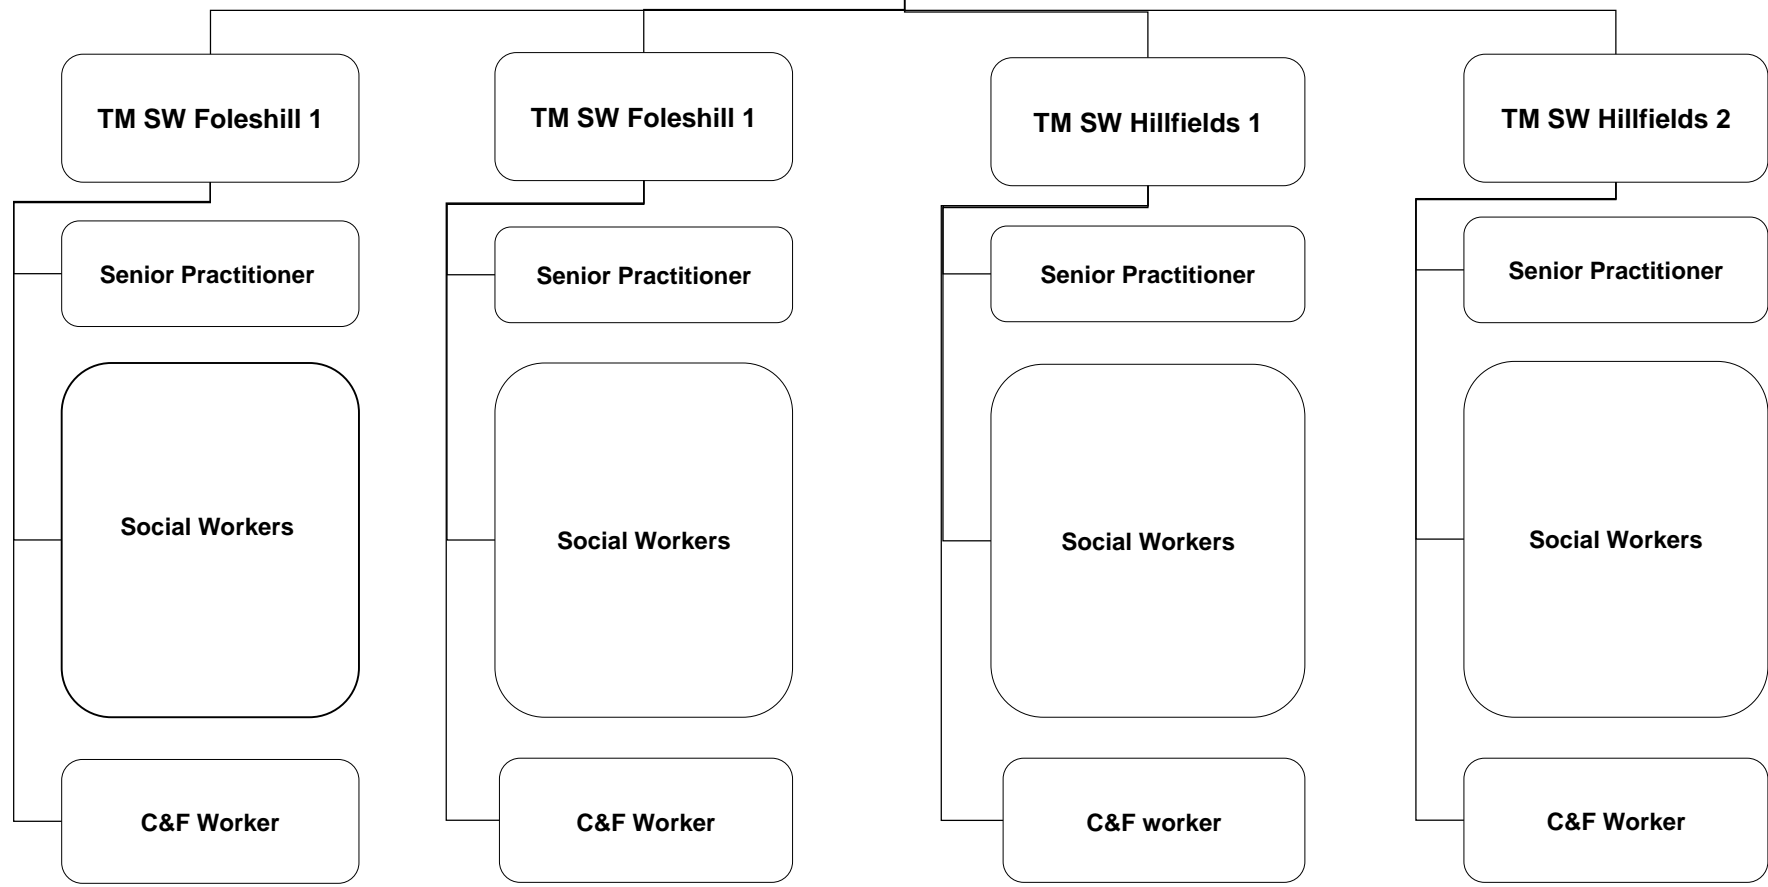 TM SW Foleshill 1
TM SW Foleshill 1
TM SW Hillfields 1
TM SW Hillfields 2
Senior Practitioner
Senior Practitioner
Senior Practitioner
Senior Practitioner
Social Workers
Social Workers
Social Workers
Social Workers
C&F Worker
C&F Worker
C&F worker
C&F Worker